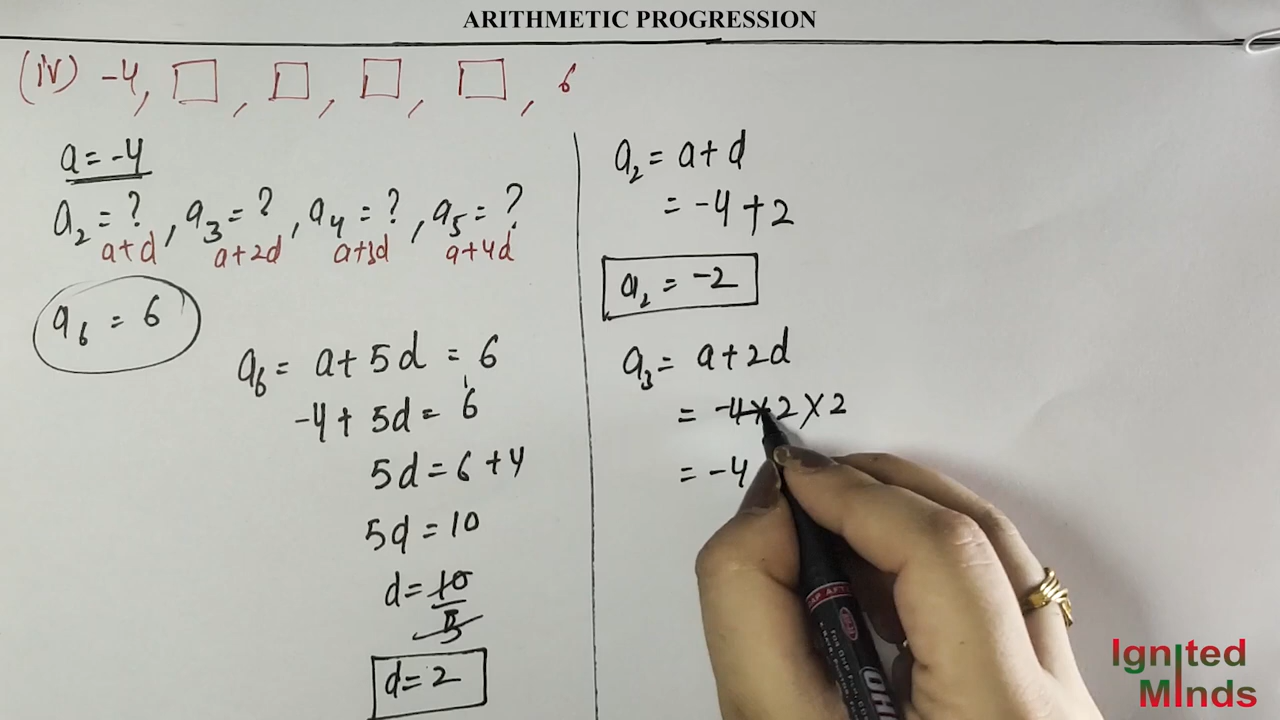 ARITHMETIC PROGRESSION
(iv) -4, □, □, □, □, 6
a = -4
a₂ = ?, a₃ = ?, a₄ = ?, a₅ = ?
a+d a+2d a+3d a+4d
a₆ = 6
a₆ = a + 5d = 6
-4 + 5d = 6
5d = 6 + 4
5d = 10
d = 10/5
d = 2
a₂ = a + d
= -4 + 2
a₂ = -2
a₃ = a + 2d
= -4 × 2 × 2
= -4
Ignited
Minds